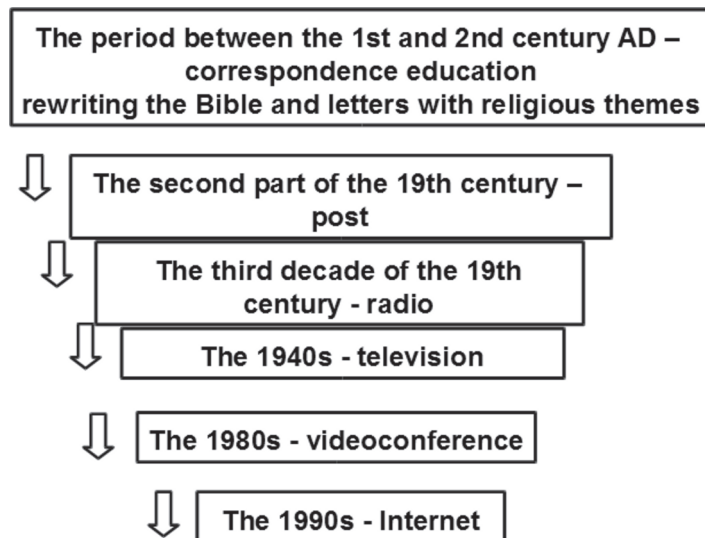 The period between the 1st and 2nd century AD –
correspondence education
rewriting the Bible and letters with religious themes
The second part of the 19th century –
post
The third decade of the 19th
century - radio
The 1940s - television
The 1980s - videoconference
The 1990s - Internet